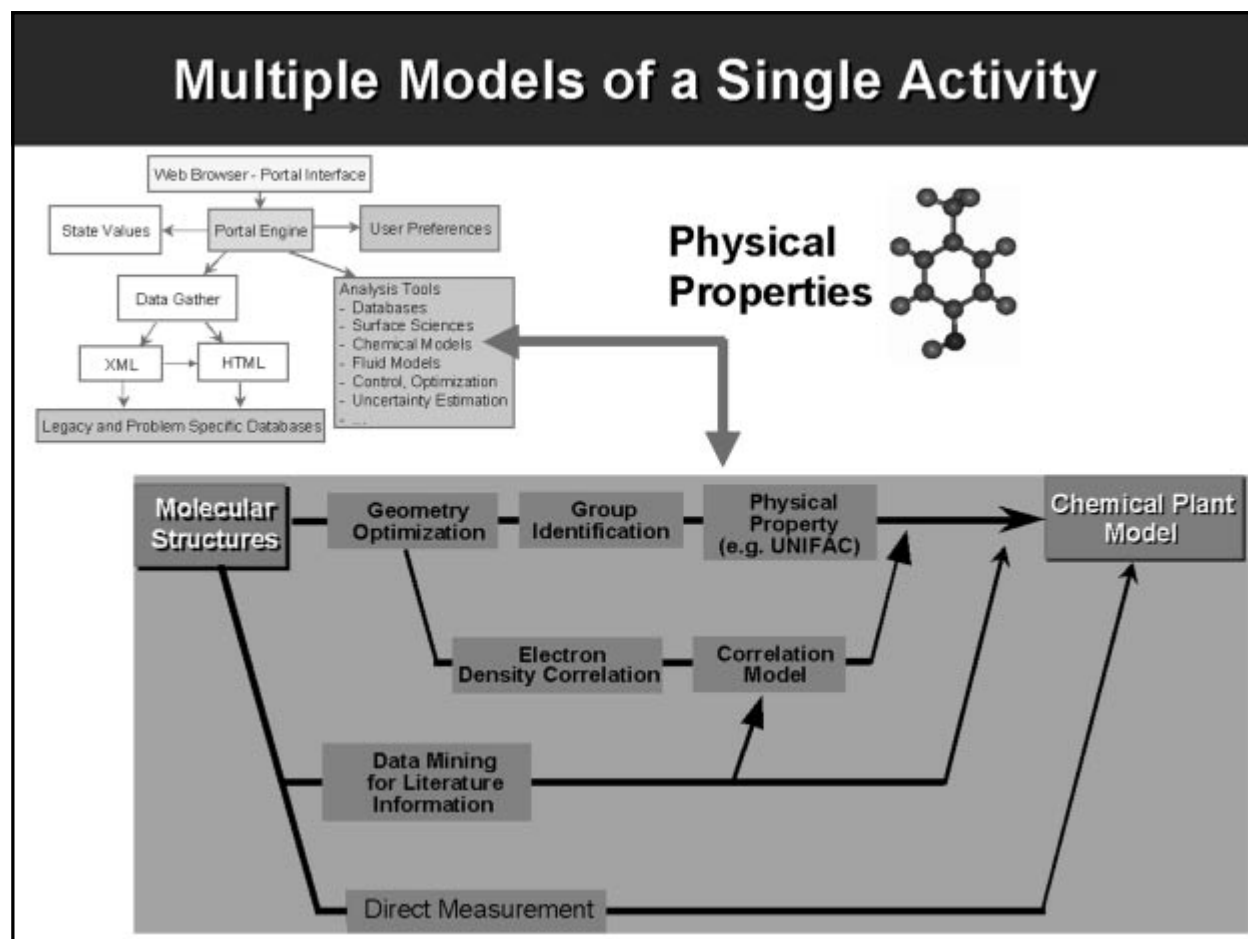 Multiple Models of a Single Activity
Web Browser - Portal Interface
State Values
Portal Engine
User Preferences
Data Gather
XML
HTML
Legacy and Problem Specific Databases
Analysis Tools
- Databases
- Surface Sciences
- Chemical Models
- Fluid Models
- Control, Optimization
- Uncertainty Estimation
- ...
Physical
Properties
Molecular
Structures
Geometry
Optimization
Group
Identification
Physical
Property
(e.g. UNIFAC)
Chemical Plant
Model
Electron
Density Correlation
Correlation
Model
Data Mining
for Literature
Information
Direct Measurement